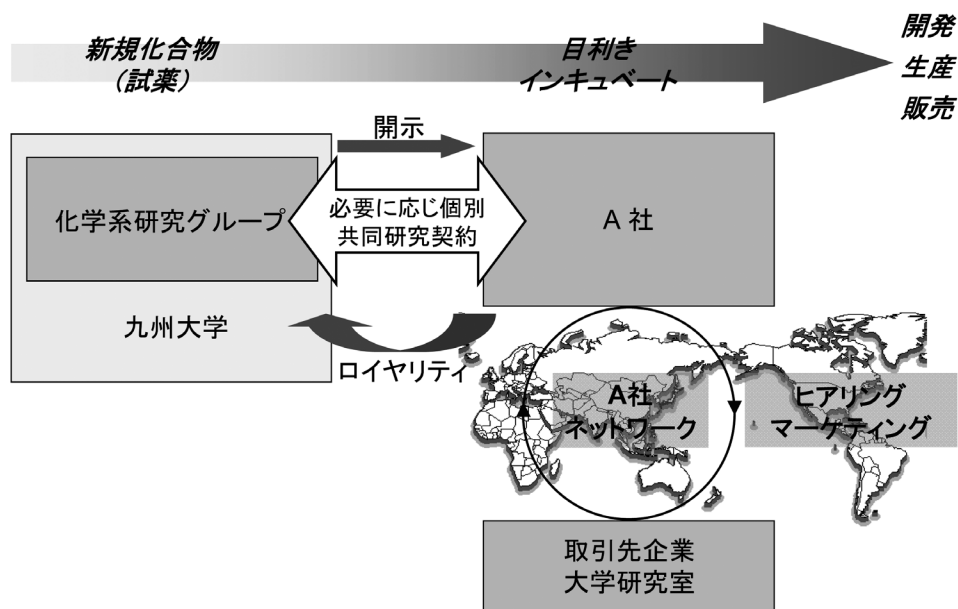 新規化合物
(試薬)
目利き
インキュベート
開発
生産
販売
開示
化学系研究グループ
必要に応じ個別
共同研究契約
A 社
九州大学
ロイヤリティ
A社
ネットワーク
ヒアリング
マーケティング
取引先企業
大学研究室